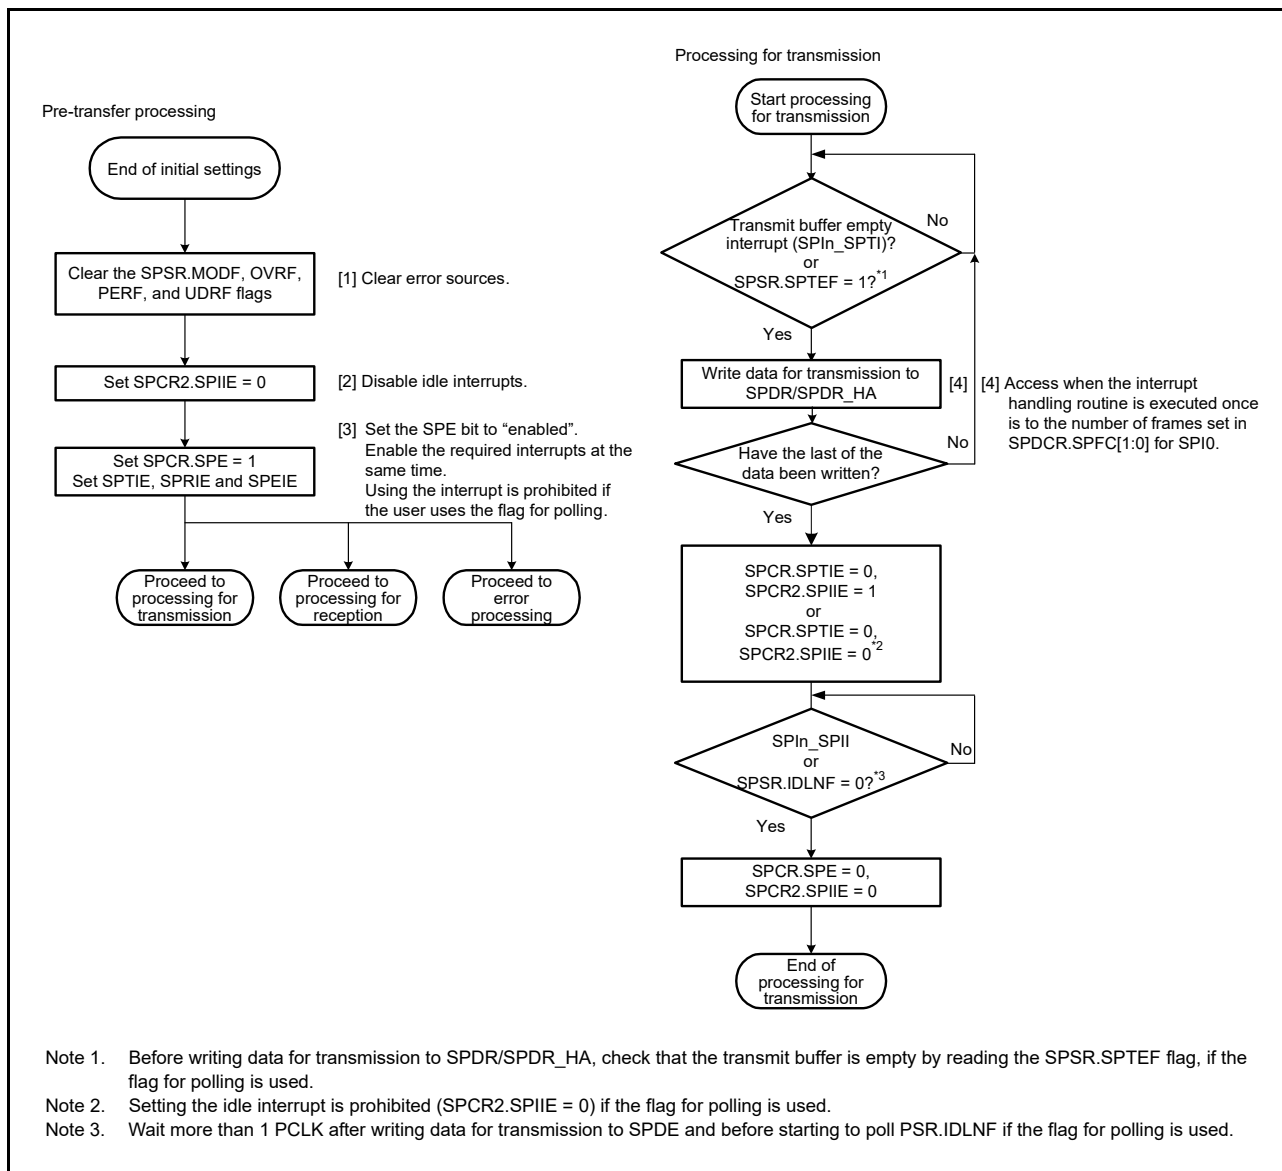 Pre-transfer processing
End of initial settings
Clear the SPSR.MODF, OVRF,
PERF, and UDRF flags
[1] Clear error sources.
Set SPCR2.SPIIE = 0
[2] Disable idle interrupts.
Set SPCR.SPE = 1
Set SPTIE, SPRIE and SPEIE
[3] Set the SPE bit to “enabled”.
Enable the required interrupts at the
same time.
Using the interrupt is prohibited if
the user uses the flag for polling.
Proceed to
processing for
transmission
Proceed to
processing for
reception
Proceed to
error
processing
Processing for transmission
Start processing
for transmission
Transmit buffer empty
interrupt (SPIn_SPTI)?
or
SPSR.SPTEF = 1?*1
No
Yes
Write data for transmission to
SPDR/SPDR_HA
[4]
[4] Access when the interrupt
handling routine is executed once
is to the number of frames set in
SPDCR.SPFC[1:0] for SPI0.
Have the last of the
data been written?
No
Yes
SPCR.SPTIE = 0,
SPCR2.SPIIE = 1
or
SPCR.SPTIE = 0,
SPCR2.SPIIE = 0*2
SPIn_SPII
or
SPSR.IDLNF = 0?*3
No
Yes
SPCR.SPE = 0,
SPCR2.SPIIE = 0
End of
processing for
transmission
Note 1. Before writing data for transmission to SPDR/SPDR_HA, check that the transmit buffer is empty by reading the SPSR.SPTEF flag, if the
flag for polling is used.
Note 2. Setting the idle interrupt is prohibited (SPCR2.SPIIE = 0) if the flag for polling is used.
Note 3. Wait more than 1 PCLK after writing data for transmission to SPDE and before starting to poll PSR.IDLNF if the flag for polling is used.